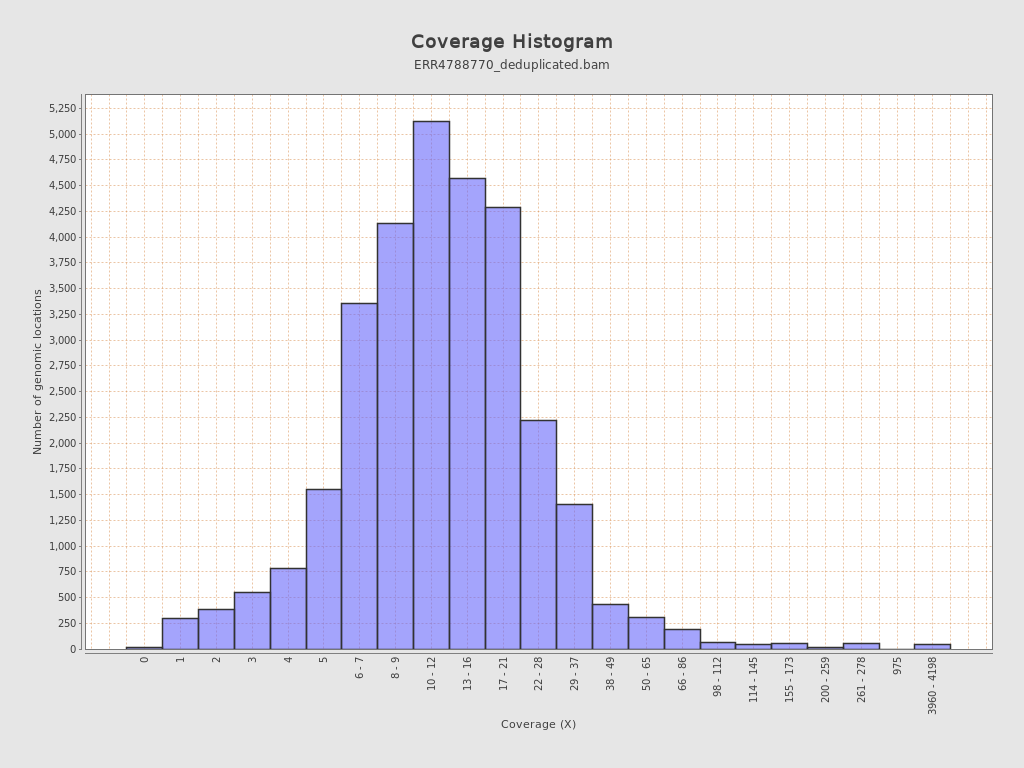 Coverage Histogram
ERR4788770_deduplicated.bam
Number of genomic locations
5,250
5,000
4,750
4,500
4,250
4,000
3,750
3,500
3,250
3,000
2,750
2,500
2,250
2,000
1,750
1,500
1,250
1,000
750
500
250
0
0
1
2
3
4
5
6 - 7
8 - 9
10 - 12
13 - 16
17 - 21
22 - 28
29 - 37
38 - 49
50 - 65
66 - 86
98 - 112
114 - 145
155 - 173
200 - 259
261 - 278
975
3960 - 4198
Coverage (X)